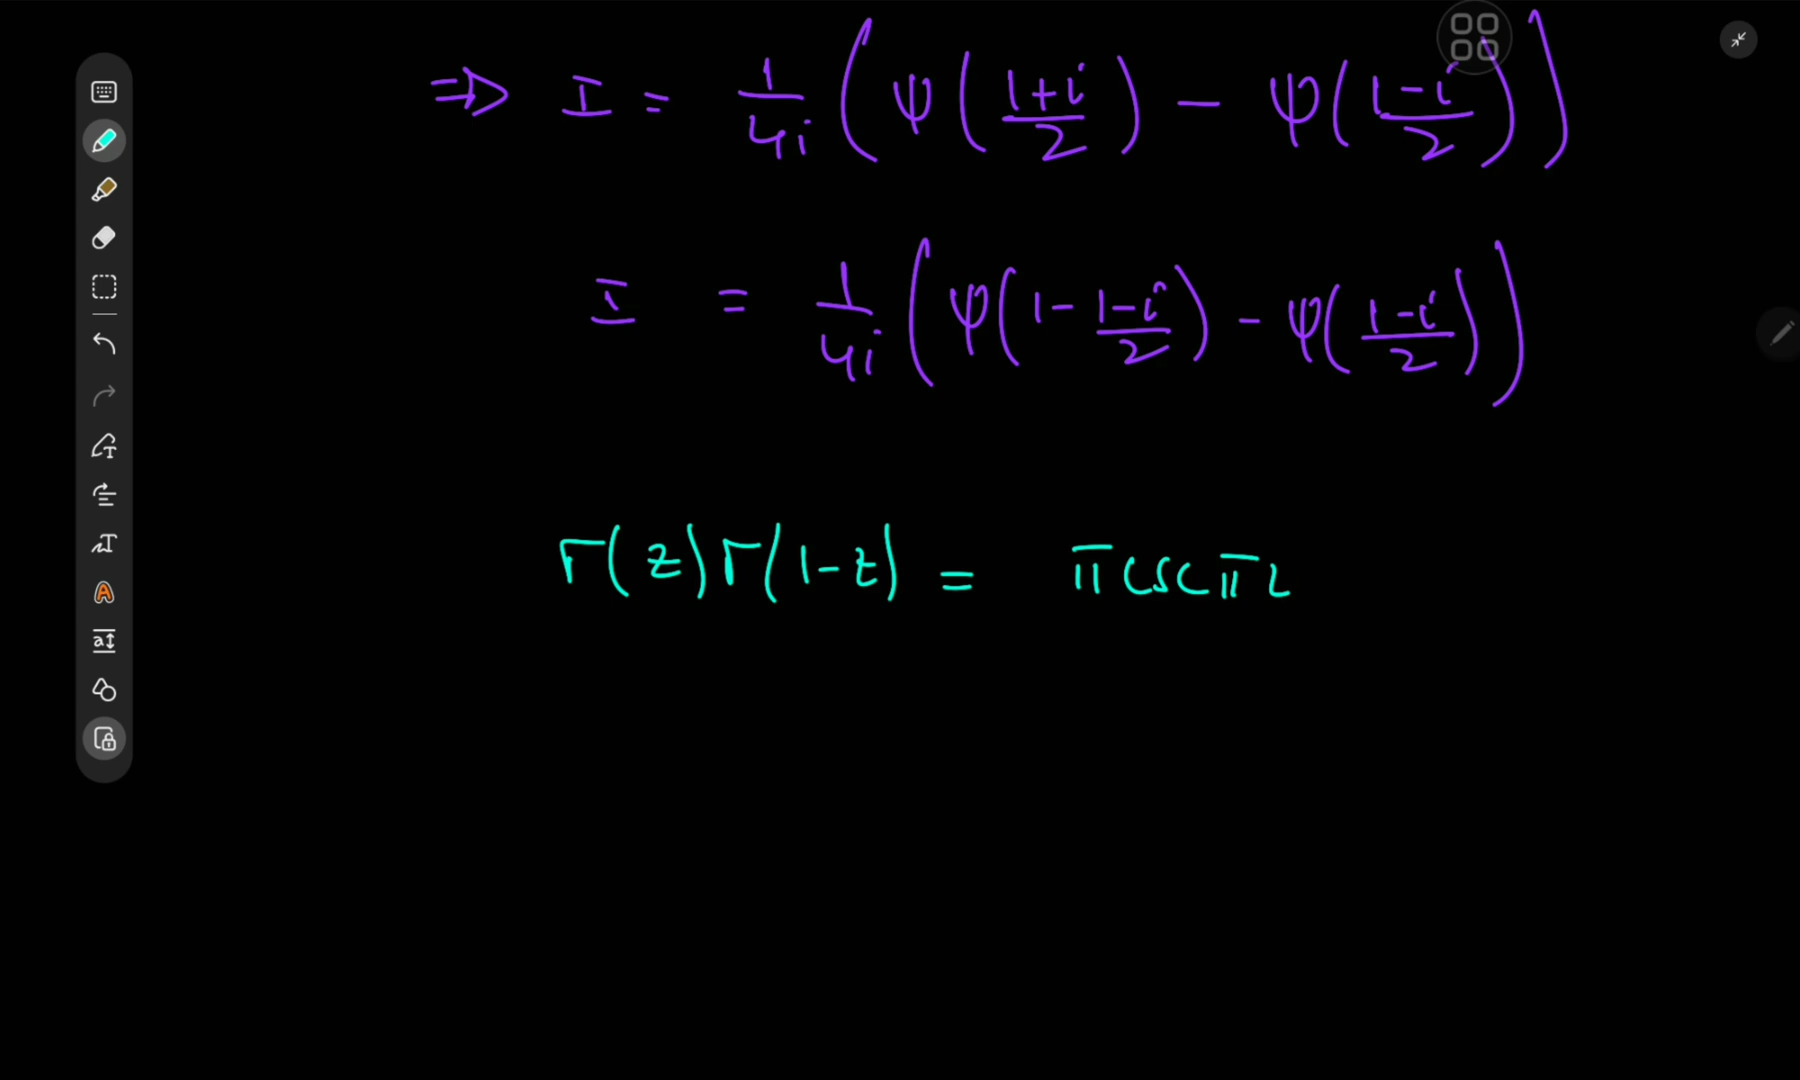 ⇒ I = 1/4i (ψ(1+i/2) − ψ(1−i/2))
I = 1/4i (ψ(1 − 1−i/2) − ψ(1−i/2))
Γ(z)Γ(1−z) = π csc πz